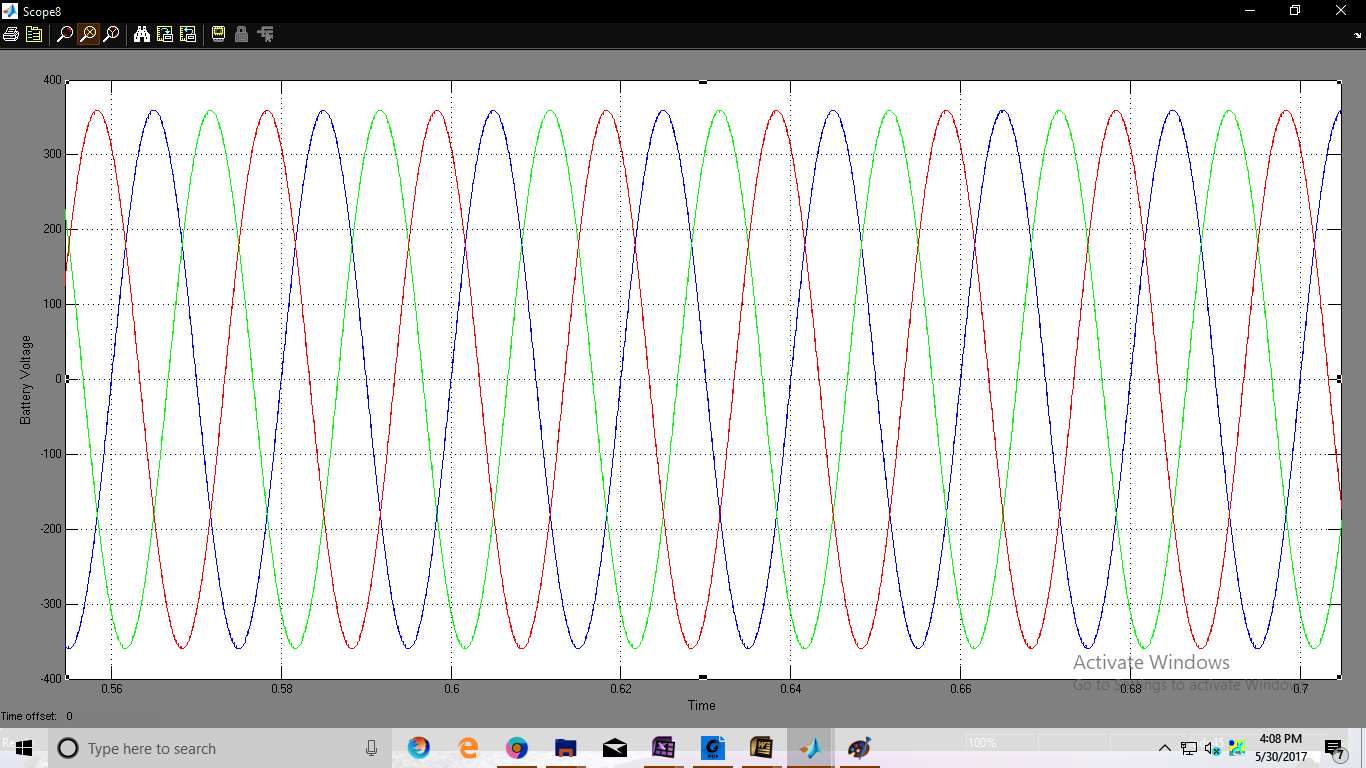 Scope8
400
300
200
100
0
-100
-200
-300
-400
Battery Voltage
0.56
0.58
0.6
0.62
0.64
0.66
0.68
0.7
Time
Activate Windows
Go to Settings to activate Windows.
Time offset: 0
Type here to search
100%
4:08 PM
5/30/2017
7